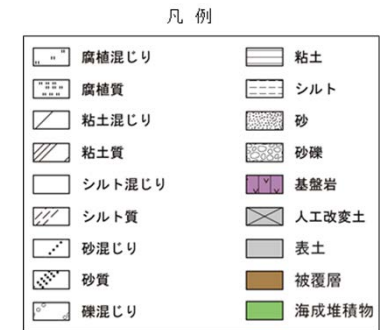 凡 例
腐植混じり
腐植質
粘土混じり
粘土質
シルト混じり
シルト質
砂混じり
砂質
礫混じり
粘土
シルト
砂
砂礫
基盤岩
人工改変土
表土
被覆層
海成堆積物